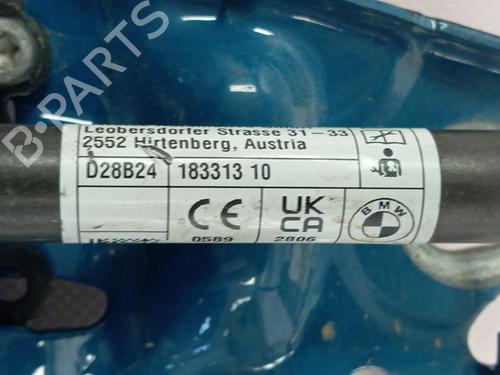 Leobersdorfer Strasse 31-33
2552 Hirtenberg, Austria
D28B24 183313 10
CE UK
CA
0589 2806
BMW
B-PARTS